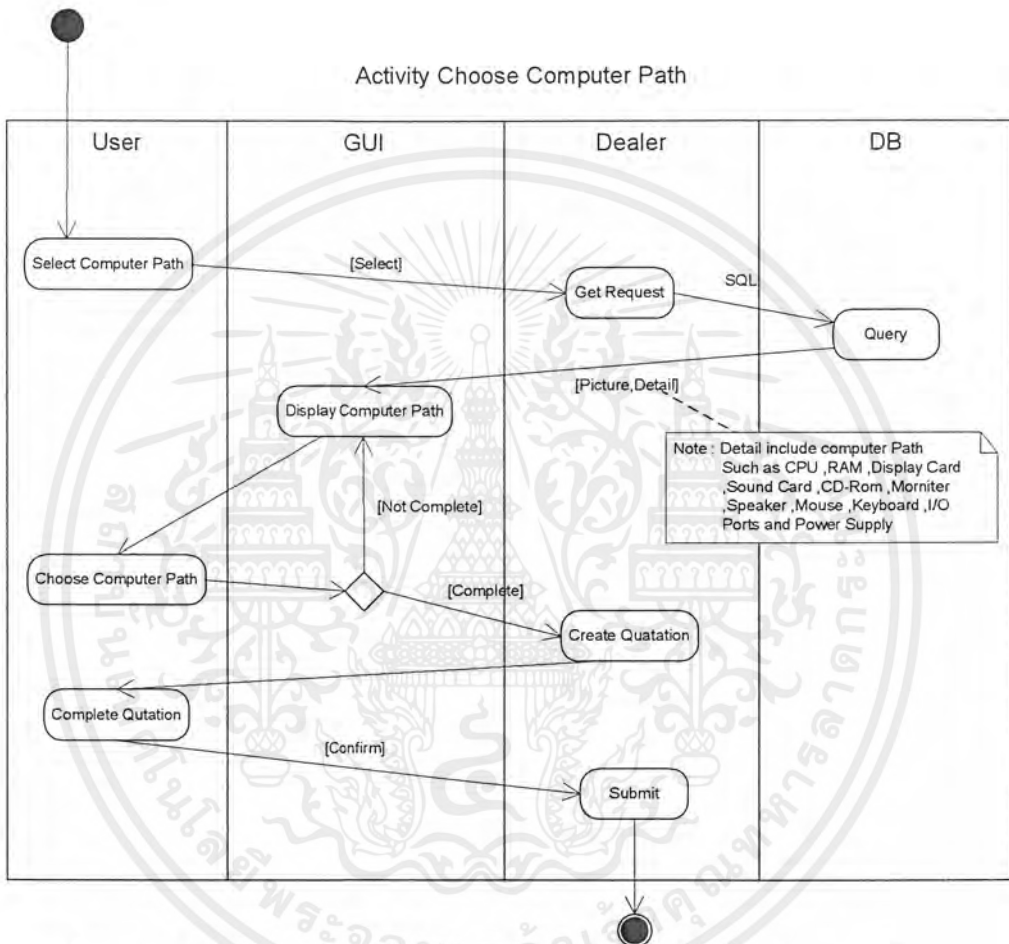 Activity Choose Computer Path
User
GUI
Dealer
DB
Select Computer Path
[Select]
Get Request
SQL
Query
[Picture,Detail]
Display Computer Path
Note : Detail include computer Path
Such as CPU ,RAM ,Display Card
,Sound Card ,CD-Rom ,Morniter
,Speaker ,Mouse ,Keyboard ,I/O
Ports and Power Supply
[Not Complete]
Choose Computer Path
[Complete]
Create Quatation
Complete Qutation
[Confirm]
Submit